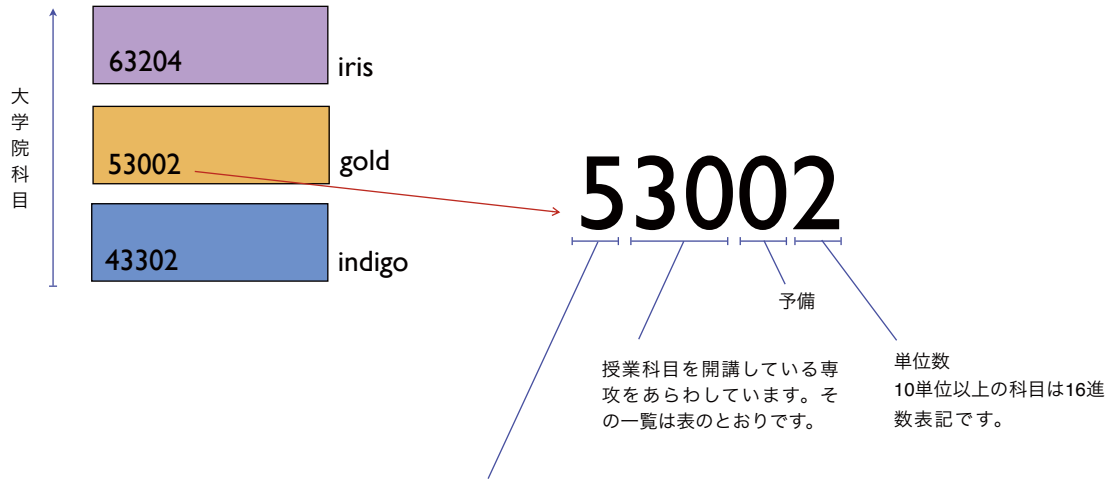 大学院科目
63204
iris
53002
gold
43302
indigo
53002
予備
授業科目を開講している専
攻をあらわしています。そ
の一覧は表のとおりです。
単位数
10単位以上の科目は16進
数表記です。